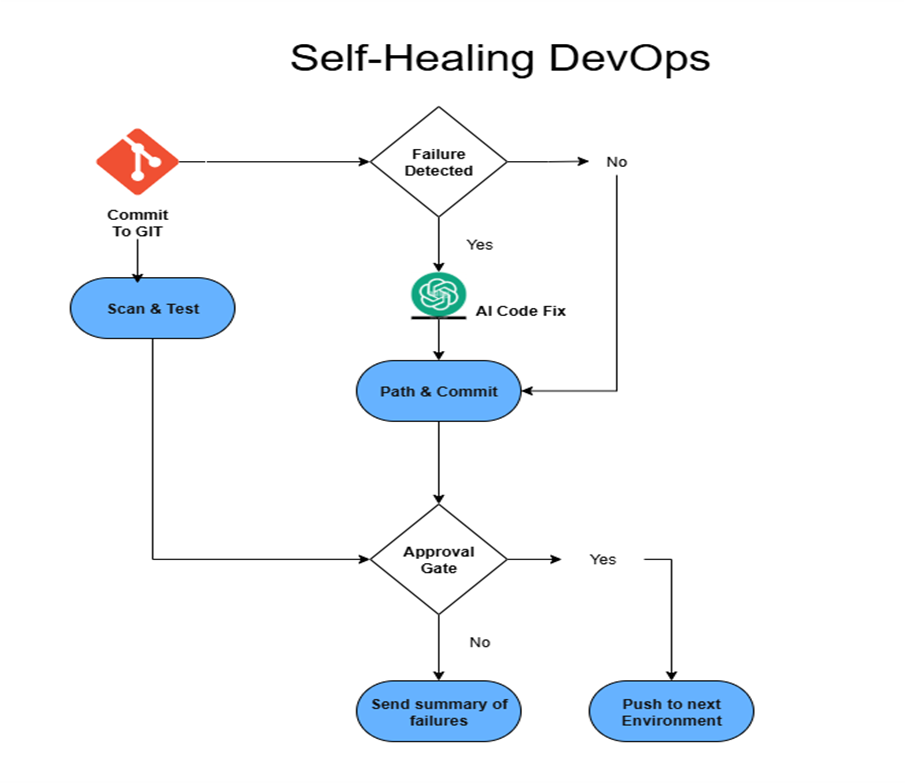 Self-Healing DevOps
Failure
Detected
No
Commit
To GIT
Yes
Scan & Test
AI Code Fix
Path & Commit
Approval
Gate
Yes
No
Send summary of
failures
Push to next
Environment